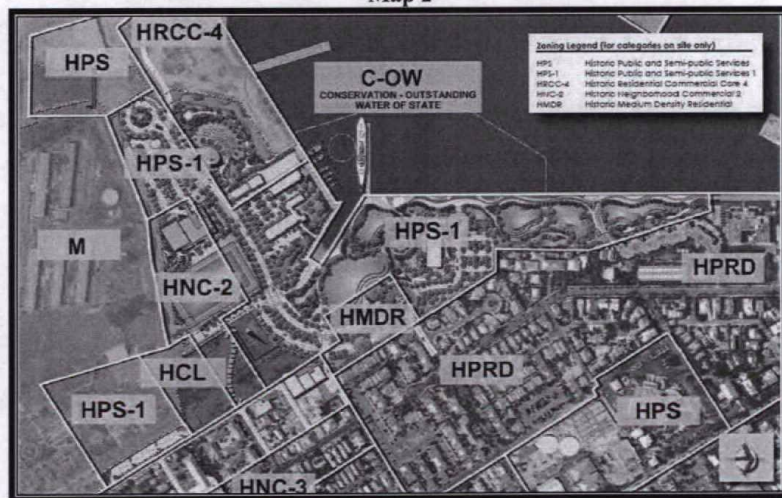 Map 2
HPS
HRCC-4
C-OW
CONSERVATION - OUTSTANDING
WATER OF STATE
Zoning Legend (for categories on site only)
HPS Historic Public and Semi-public Services
HPS-1 Historic Public and Semi-public Services 1
HRCC-4 Historic Residential Commercial Core 4
HNC-2 Historic Neighborhood Commercial 2
HMDR Historic Medium Density Residential
HPS-1
M
HPS-1
HNC-2
HPRD
HMDR
HCL
HPRD
HPS-1
HPS
HNC-3